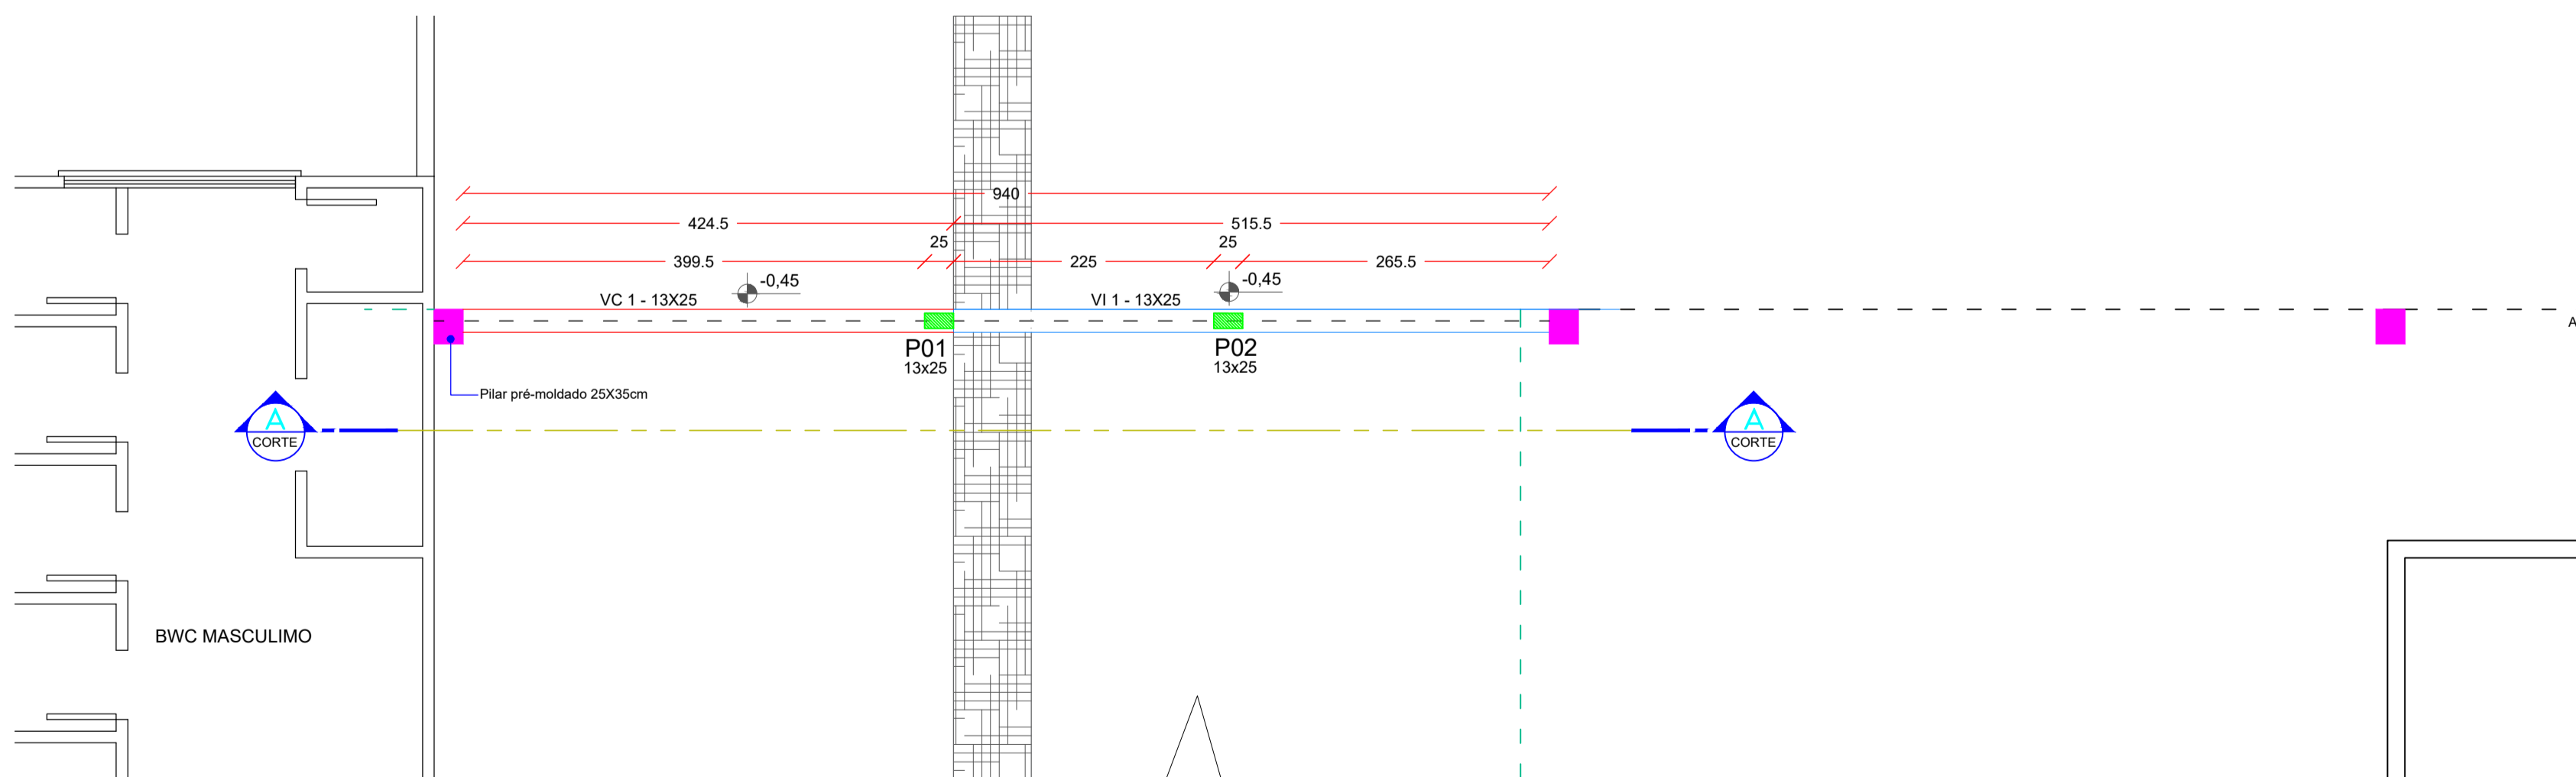 940
424.5
515.5
25
25
399.5
225
265.5
-0,45
-0,45
VC 1 - 13X25
VI 1 - 13X25
P01
13x25
P02
13x25
Pilar pré-moldado 25X35cm
A
CORTE
A
CORTE
BWC MASCULIMO
A